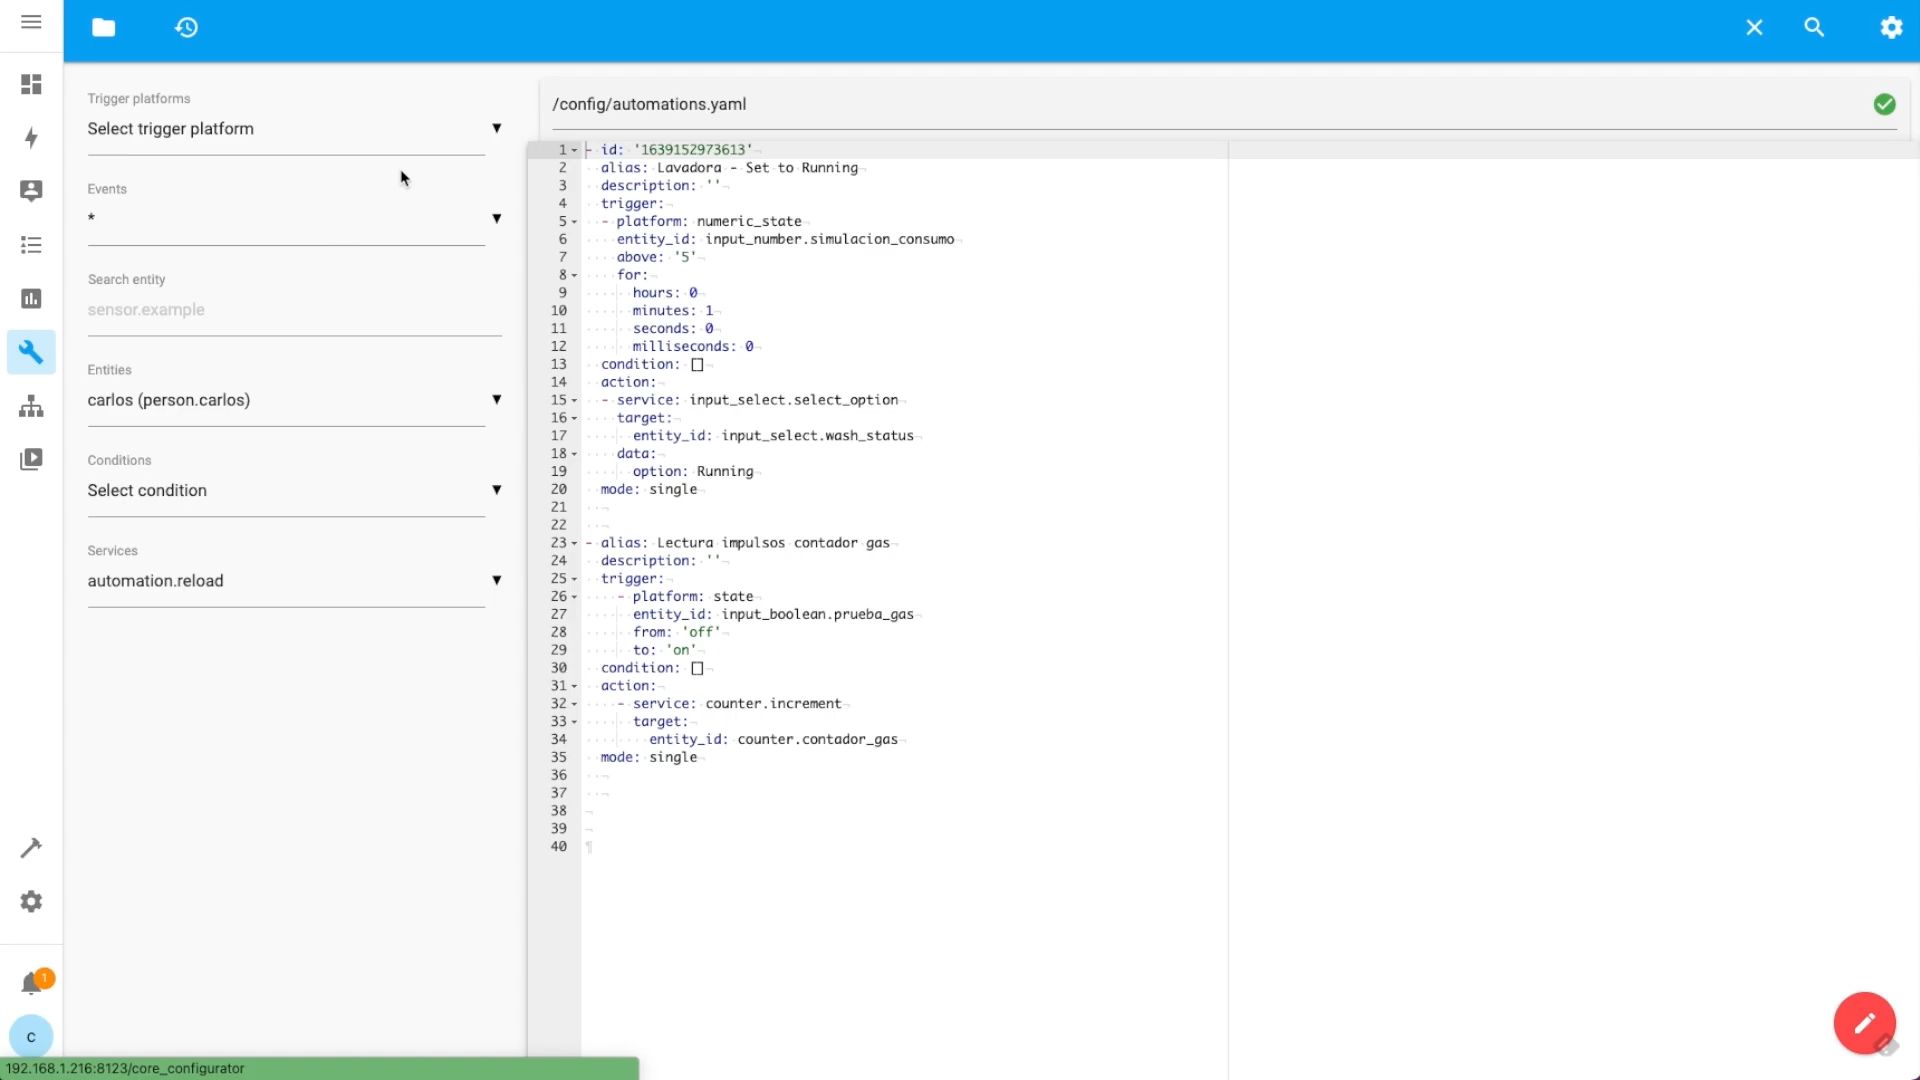 Trigger platforms
Select trigger platform
Events
*
Search entity
sensor.example
Entities
carlos (person.carlos)
Conditions
Select condition
Services
automation.reload
/config/automations.yaml
1 - id: '1639152973613'
2 alias: Lavadora - Set to Running
3 description: ''
4 trigger:
5 - platform: numeric_state
6 entity_id: input_number.simulacion_consumo
7 above: '5'
8 for:
9 hours: 0
10 minutes: 1
11 seconds: 0
12 milliseconds: 0
13 condition: []
14 action:
15 - service: input_select.select_option
16 target:
17 entity_id: input_select.wash_status
18 data:
19 option: Running
20 mode: single
21
22
23 - alias: Lectura impulsos contador gas
24 description: ''
25 trigger:
26 - platform: state
27 entity_id: input_boolean.prueba_gas
28 from: 'off'
29 to: 'on'
30 condition: []
31 action:
32 - service: counter.increment
33 target:
34 entity_id: counter.contador_gas
35 mode: single
36
37
38
39
40
1
c
192.168.1.216:8123/core_configurator